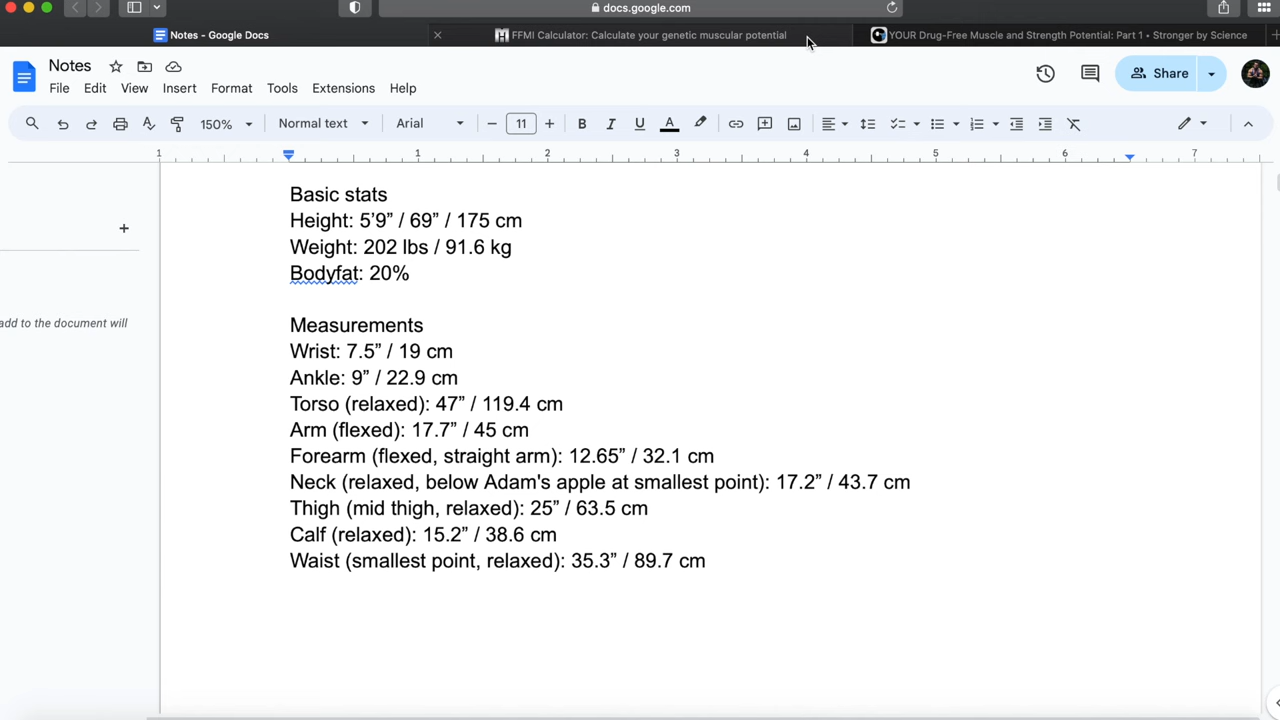 docs.google.com
Notes - Google Docs
FFMI Calculator: Calculate your genetic muscular potential
YOUR Drug-Free Muscle and Strength Potential: Part 1 • Stronger by Science
Notes
File Edit View Insert Format Tools Extensions Help
Share
150% Normal text Arial 11 B I U A
1 1 2 3 4 5 6 7
Basic stats
Height: 5’9” / 69” / 175 cm
Weight: 202 lbs / 91.6 kg
Bodyfat: 20%
add to the document will
Measurements
Wrist: 7.5” / 19 cm
Ankle: 9” / 22.9 cm
Torso (relaxed): 47” / 119.4 cm
Arm (flexed): 17.7” / 45 cm
Forearm (flexed, straight arm): 12.65” / 32.1 cm
Neck (relaxed, below Adam's apple at smallest point): 17.2” / 43.7 cm
Thigh (mid thigh, relaxed): 25” / 63.5 cm
Calf (relaxed): 15.2” / 38.6 cm
Waist (smallest point, relaxed): 35.3” / 89.7 cm